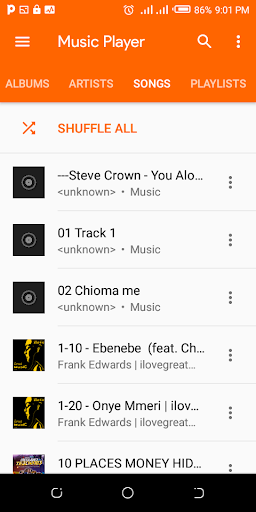 86% 9:01 PM
Music Player
ALBUMS ARTISTS SONGS PLAYLISTS
SHUFFLE ALL
---Steve Crown - You Alo...
<unknown> • Music
01 Track 1
<unknown> • Music
02 Chioma me
<unknown> • Music
1-10 - Ebenebe (feat. Ch...
Frank Edwards | ilovegreat...
1-20 - Onye Mmeri | ilov...
Frank Edwards | ilovegreat...
10 PLACES MONEY HID...